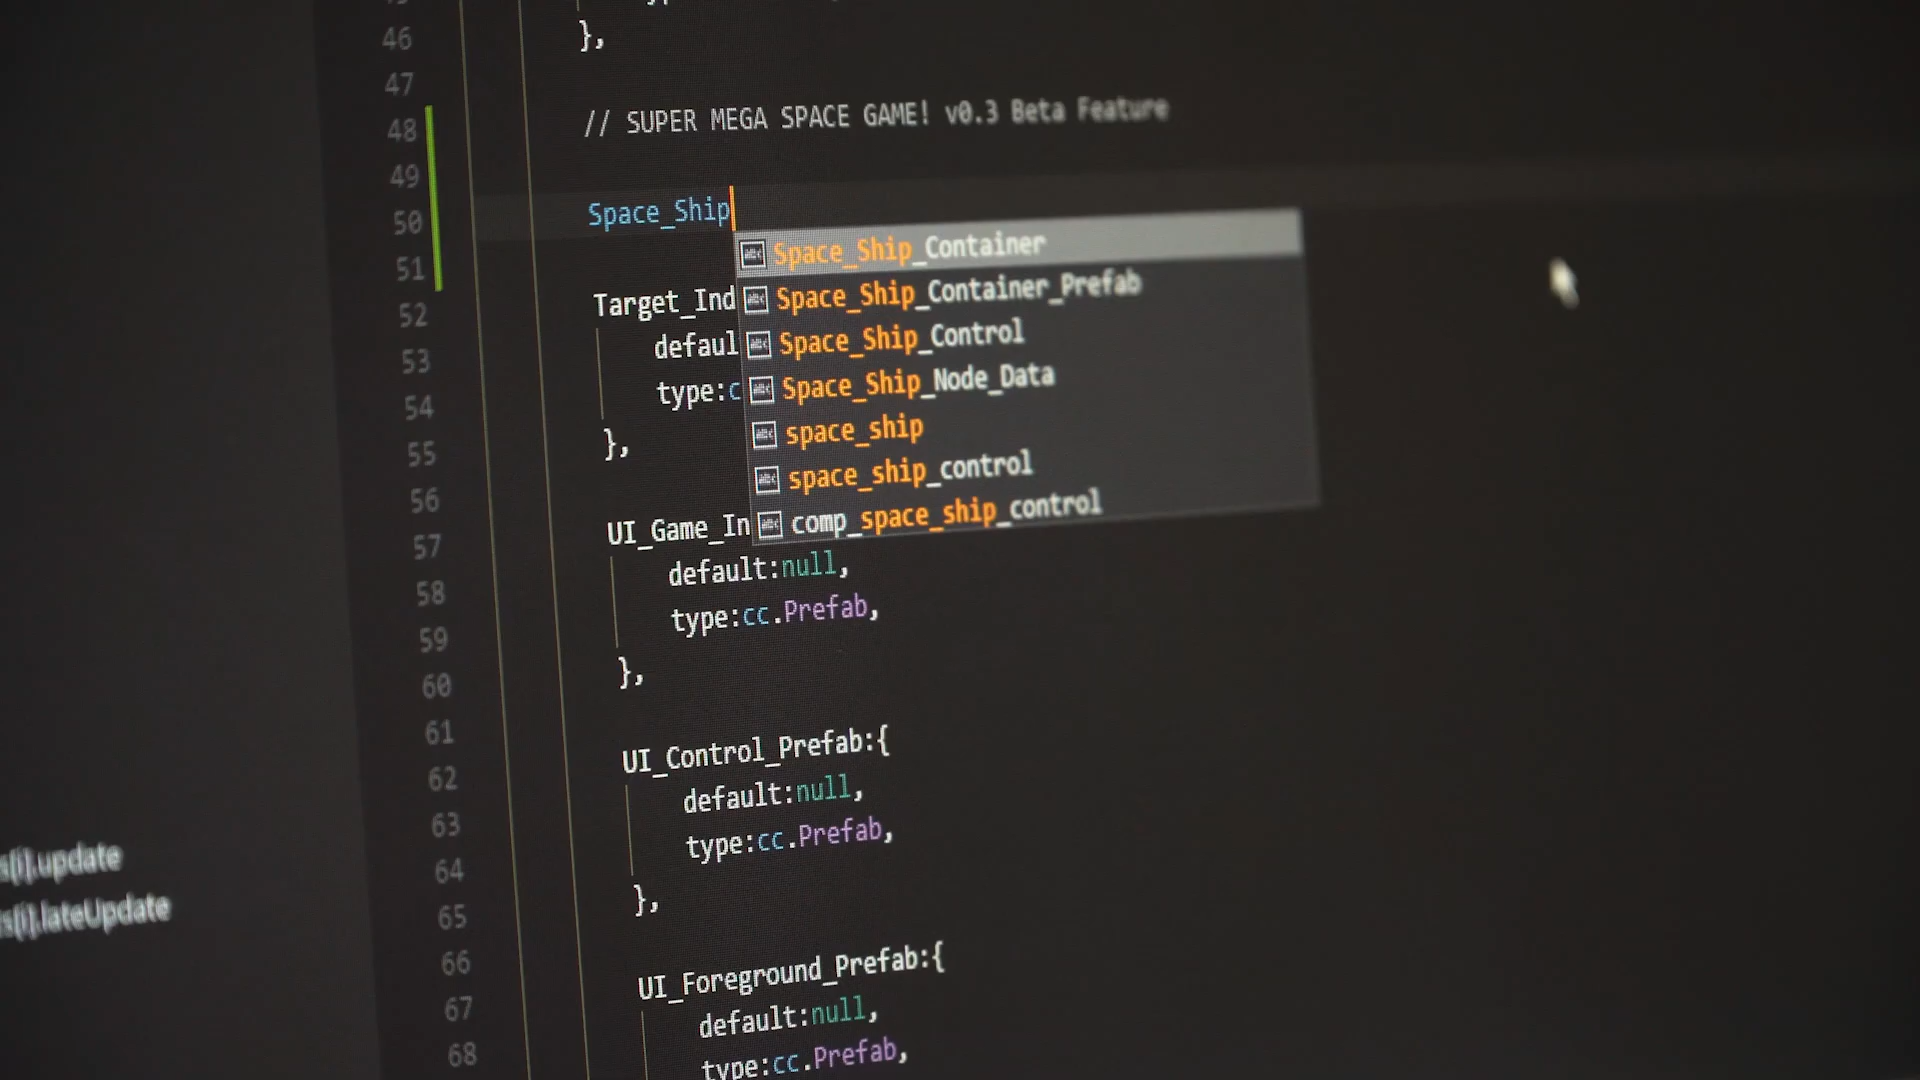 46 },
47
48 // SUPER MEGA SPACE GAME! v0.3 Beta Feature
49
50 Space_Ship
Space_Ship_Container
51
Space_Ship_Container_Prefab
52 Target_Ind
Space_Ship_Control
53 defaul
Space_Ship_Node_Data
54 type:c
space_ship
55 },
space_ship_control
56
comp_space_ship_control
57 UI_Game_In
58 default:null,
59 type:cc.Prefab,
60 },
61
62 UI_Control_Prefab:{
63 default:null,
64 type:cc.Prefab,
65 },
66
67 UI_Foreground_Prefab:{
68 default:null,
type:cc.Prefab,
s[i].update
s[i].lateUpdate